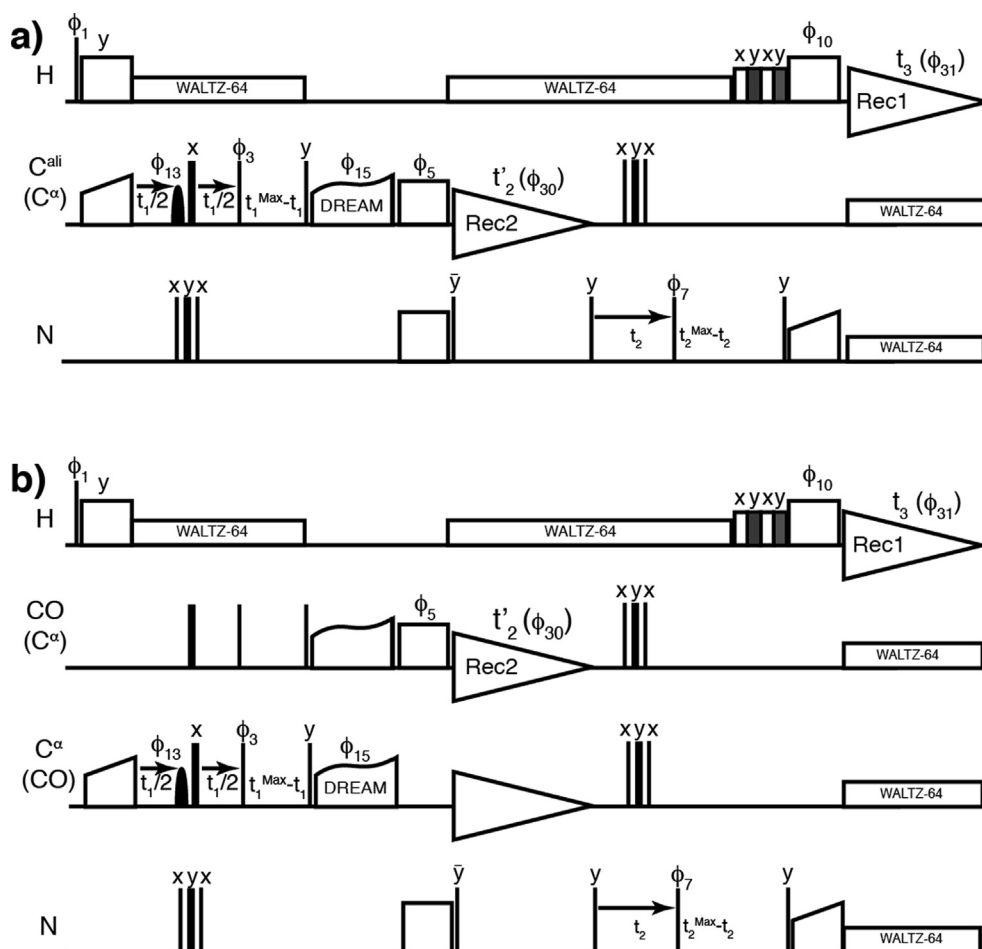 a)
ϕ1 y ϕ10
H WALTZ-64 WALTZ-64 x y x y t3 (ϕ31)
Rec1
Cali (Cα) ϕ13 x ϕ3 y ϕ15 ϕ5 t'2 (ϕ30) x y x
t1/2 t1/2 t1Max-t1 DREAM Rec2 WALTZ-64
N x y x ȳ y ϕ7 y
t2 t2Max-t2 WALTZ-64
b)
ϕ1 y ϕ10
H WALTZ-64 WALTZ-64 x y x y t3 (ϕ31)
Rec1
CO (Cα) ϕ5 t'2 (ϕ30) x y x
Rec2 WALTZ-64
Cα (CO) ϕ13 x ϕ3 y ϕ15 x y x
t1/2 t1/2 t1Max-t1 DREAM WALTZ-64
N x y x ȳ y ϕ7 y
t2 t2Max-t2 WALTZ-64